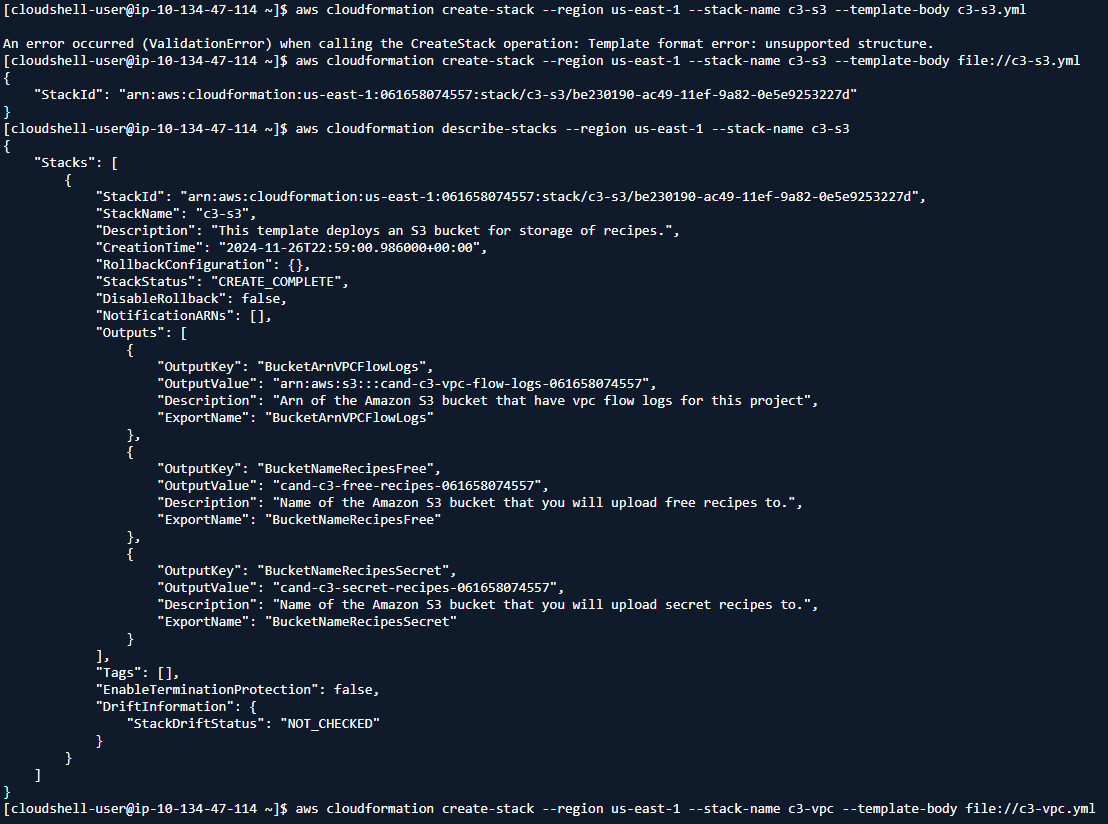 [cloudshell-user@ip-10-134-47-114 ~]$ aws cloudformation create-stack --region us-east-1 --stack-name c3-s3 --template-body c3-s3.yml

An error occurred (ValidationError) when calling the CreateStack operation: Template format error: unsupported structure.
[cloudshell-user@ip-10-134-47-114 ~]$ aws cloudformation create-stack --region us-east-1 --stack-name c3-s3 --template-body file://c3-s3.yml
{
    "StackId": "arn:aws:cloudformation:us-east-1:061658074557:stack/c3-s3/be230190-ac49-11ef-9a82-0e5e9253227d"
}
[cloudshell-user@ip-10-134-47-114 ~]$ aws cloudformation describe-stacks --region us-east-1 --stack-name c3-s3
{
    "Stacks": [
        {
            "StackId": "arn:aws:cloudformation:us-east-1:061658074557:stack/c3-s3/be230190-ac49-11ef-9a82-0e5e9253227d",
            "StackName": "c3-s3",
            "Description": "This template deploys an S3 bucket for storage of recipes.",
            "CreationTime": "2024-11-26T22:59:00.986000+00:00",
            "RollbackConfiguration": {},
            "StackStatus": "CREATE_COMPLETE",
            "DisableRollback": false,
            "NotificationARNs": [],
            "Outputs": [
                {
                    "OutputKey": "BucketArnVPCFlowLogs",
                    "OutputValue": "arn:aws:s3:::cand-c3-vpc-flow-logs-061658074557",
                    "Description": "Arn of the Amazon S3 bucket that have vpc flow logs for this project",
                    "ExportName": "BucketArnVPCFlowLogs"
                },
                {
                    "OutputKey": "BucketNameRecipesFree",
                    "OutputValue": "cand-c3-free-recipes-061658074557",
                    "Description": "Name of the Amazon S3 bucket that you will upload free recipes to.",
                    "ExportName": "BucketNameRecipesFree"
                },
                {
                    "OutputKey": "BucketNameRecipesSecret",
                    "OutputValue": "cand-c3-secret-recipes-061658074557",
                    "Description": "Name of the Amazon S3 bucket that you will upload secret recipes to.",
                    "ExportName": "BucketNameRecipesSecret"
                }
            ],
            "Tags": [],
            "EnableTerminationProtection": false,
            "DriftInformation": {
                "StackDriftStatus": "NOT_CHECKED"
            }
        }
    ]
}
[cloudshell-user@ip-10-134-47-114 ~]$ aws cloudformation create-stack --region us-east-1 --stack-name c3-vpc --template-body file://c3-vpc.yml